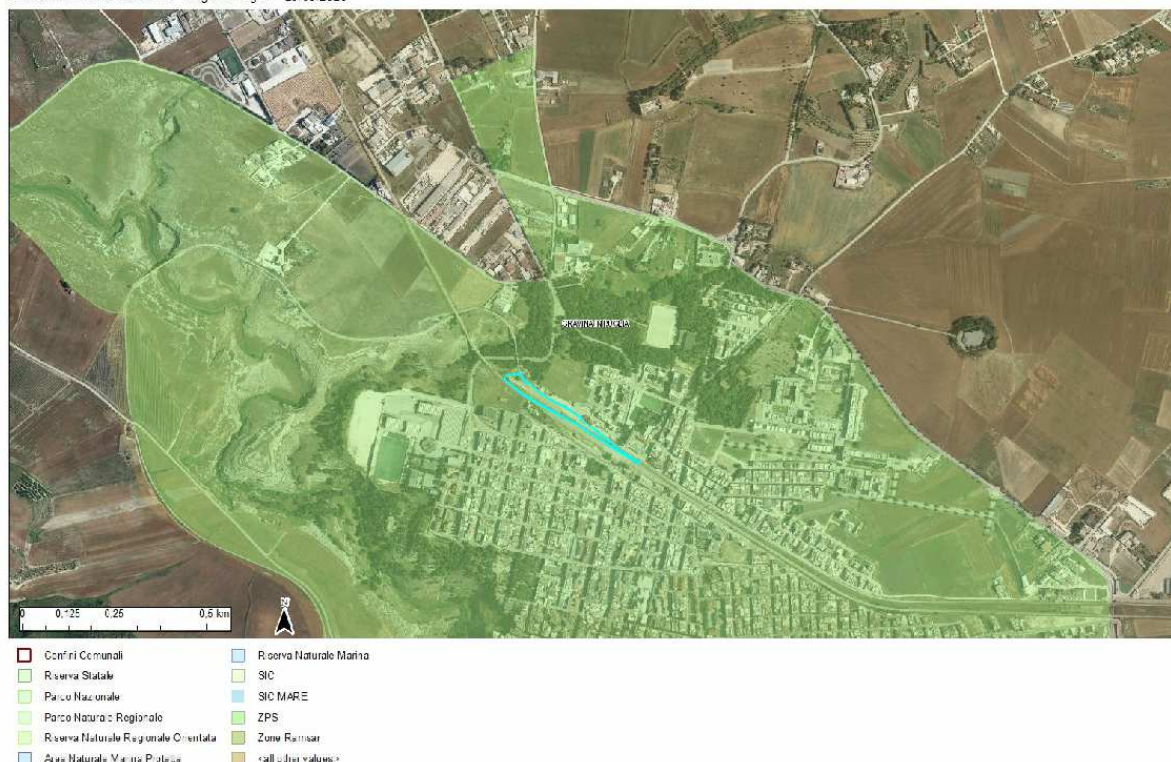 GRAVINA IN PUGLIA
0 0,125 0,25 0,5 km
N
Confini Comunali
Riserva Statale
Parco Nazionale
Parco Naturale Regionale
Riserva Naturale Regionale Orientata
Area Naturale Marina Protetta
Riserva Naturale Marina
SIC
SIC MARE
ZPS
Zone Ramsar
<all other values>